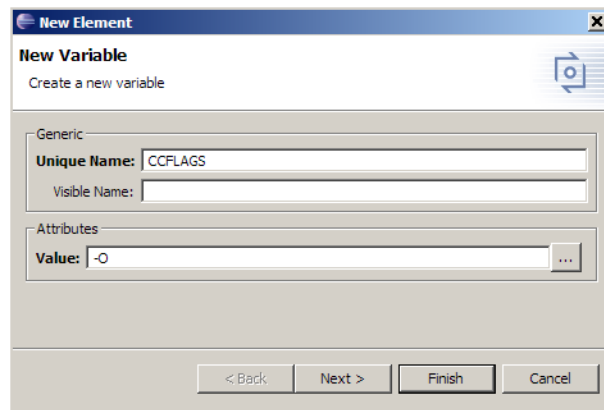 New Element
New Variable
Create a new variable
Generic
Unique Name: CCFLAGS
Visible Name:
Attributes
Value: -O ...
< Back Next > Finish Cancel